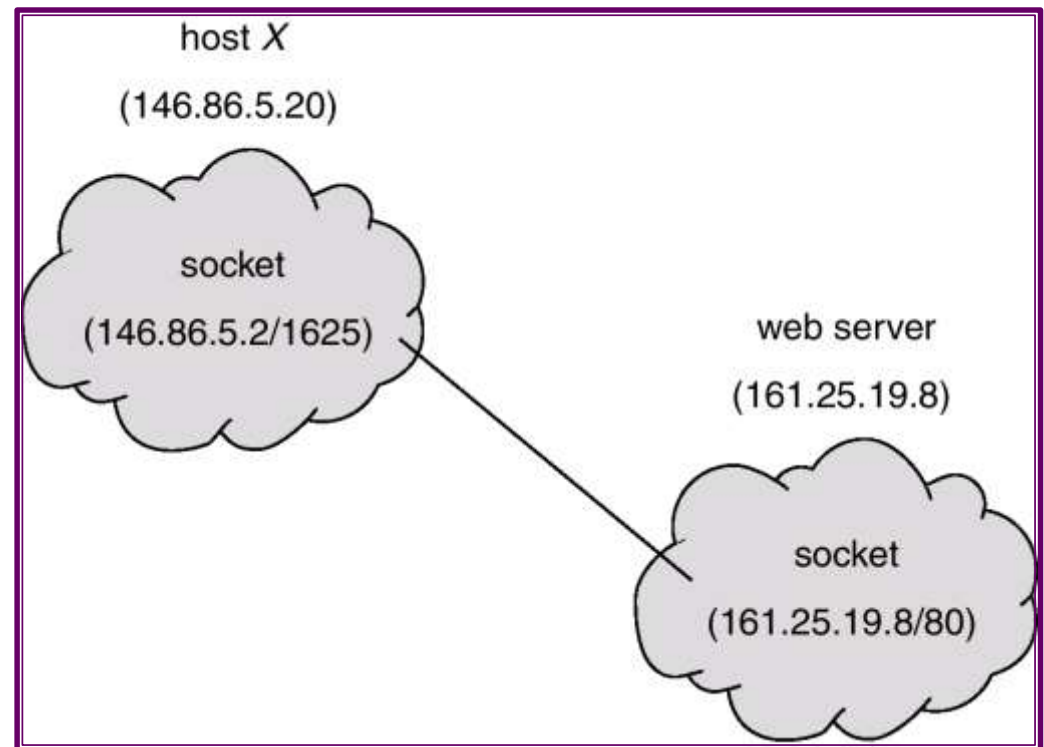 host X
(146.86.5.20)
socket
(146.86.5.2/1625)
web server
(161.25.19.8)
socket
(161.25.19.8/80)